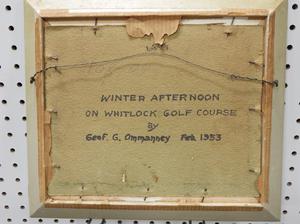 WINTER AFTERNOON
ON WHITLOCK GOLF COURSE
By
Geof. G. Ommanney Feb. 1953